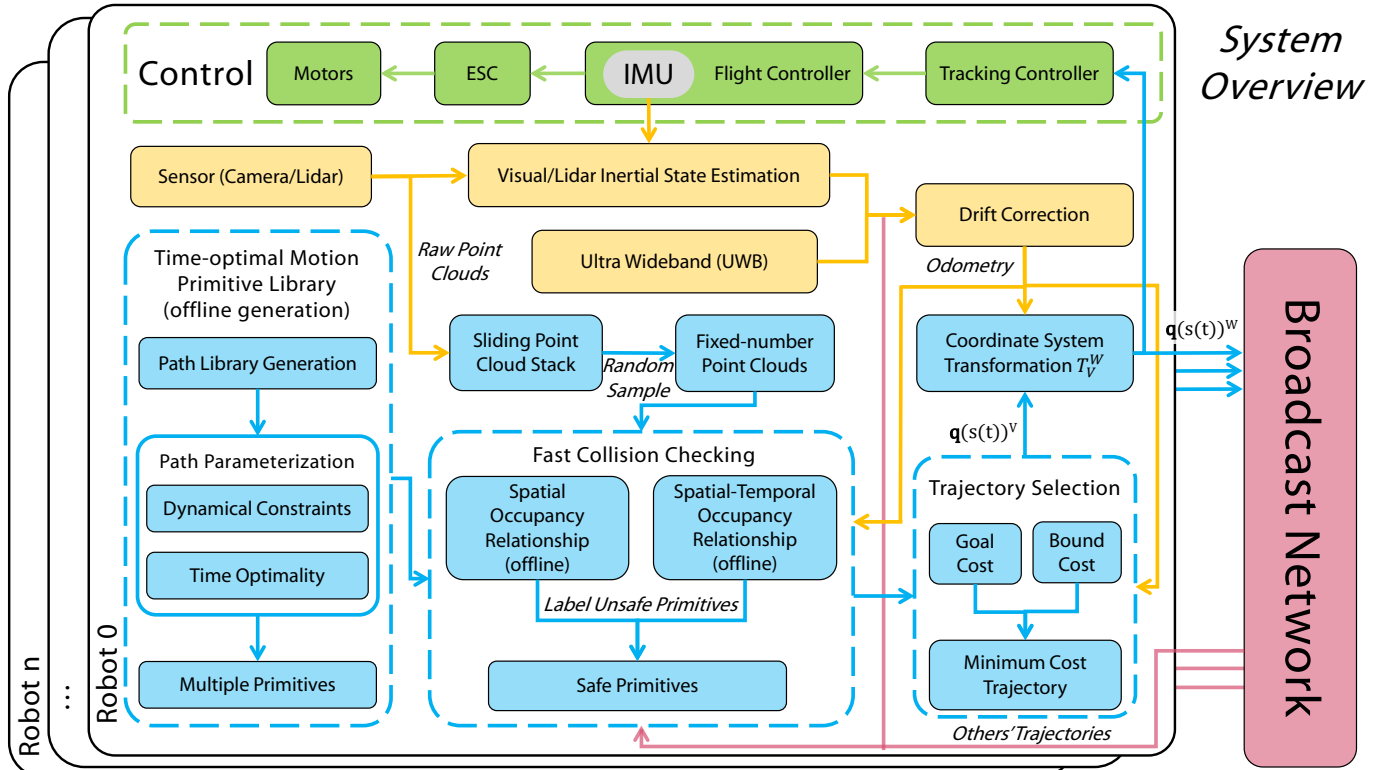 System
Overview
Control
Motors
ESC
IMU
Flight Controller
Tracking Controller
Sensor (Camera/Lidar)
Visual/Lidar Inertial State Estimation
Drift Correction
Raw Point
Clouds
Ultra Wideband (UWB)
Odometry
Time-optimal Motion
Primitive Library
(offline generation)
Path Library Generation
Path Parameterization
Dynamical Constraints
Time Optimality
Multiple Primitives
Sliding Point
Cloud Stack
Random
Sample
Fixed-number
Point Clouds
Coordinate System
Transformation T_V^W
q(s(t))^W
q(s(t))^V
Fast Collision Checking
Spatial
Occupancy
Relationship
(offline)
Spatial-Temporal
Occupancy
Relationship
(offline)
Label Unsafe Primitives
Safe Primitives
Trajectory Selection
Goal
Cost
Bound
Cost
Minimum Cost
Trajectory
Others' Trajectories
Broadcast Network
Robot 0
...
Robot n